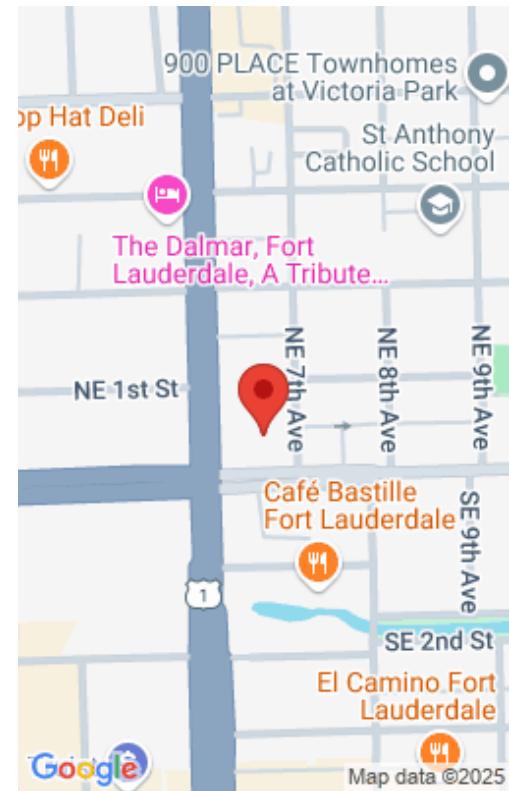 900 PLACE Townhomes
at Victoria Park
op Hat Deli
St Anthony
Catholic School
The Dalmar, Fort
Lauderdale, A Tribute...
NE 1st St
NE 7th Ave
NE 8th Ave
NE 9th Ave
Café Bastille
Fort Lauderdale
SE 9th Ave
1
SE 2nd St
El Camino Fort
Lauderdale
Google
Map data ©2025